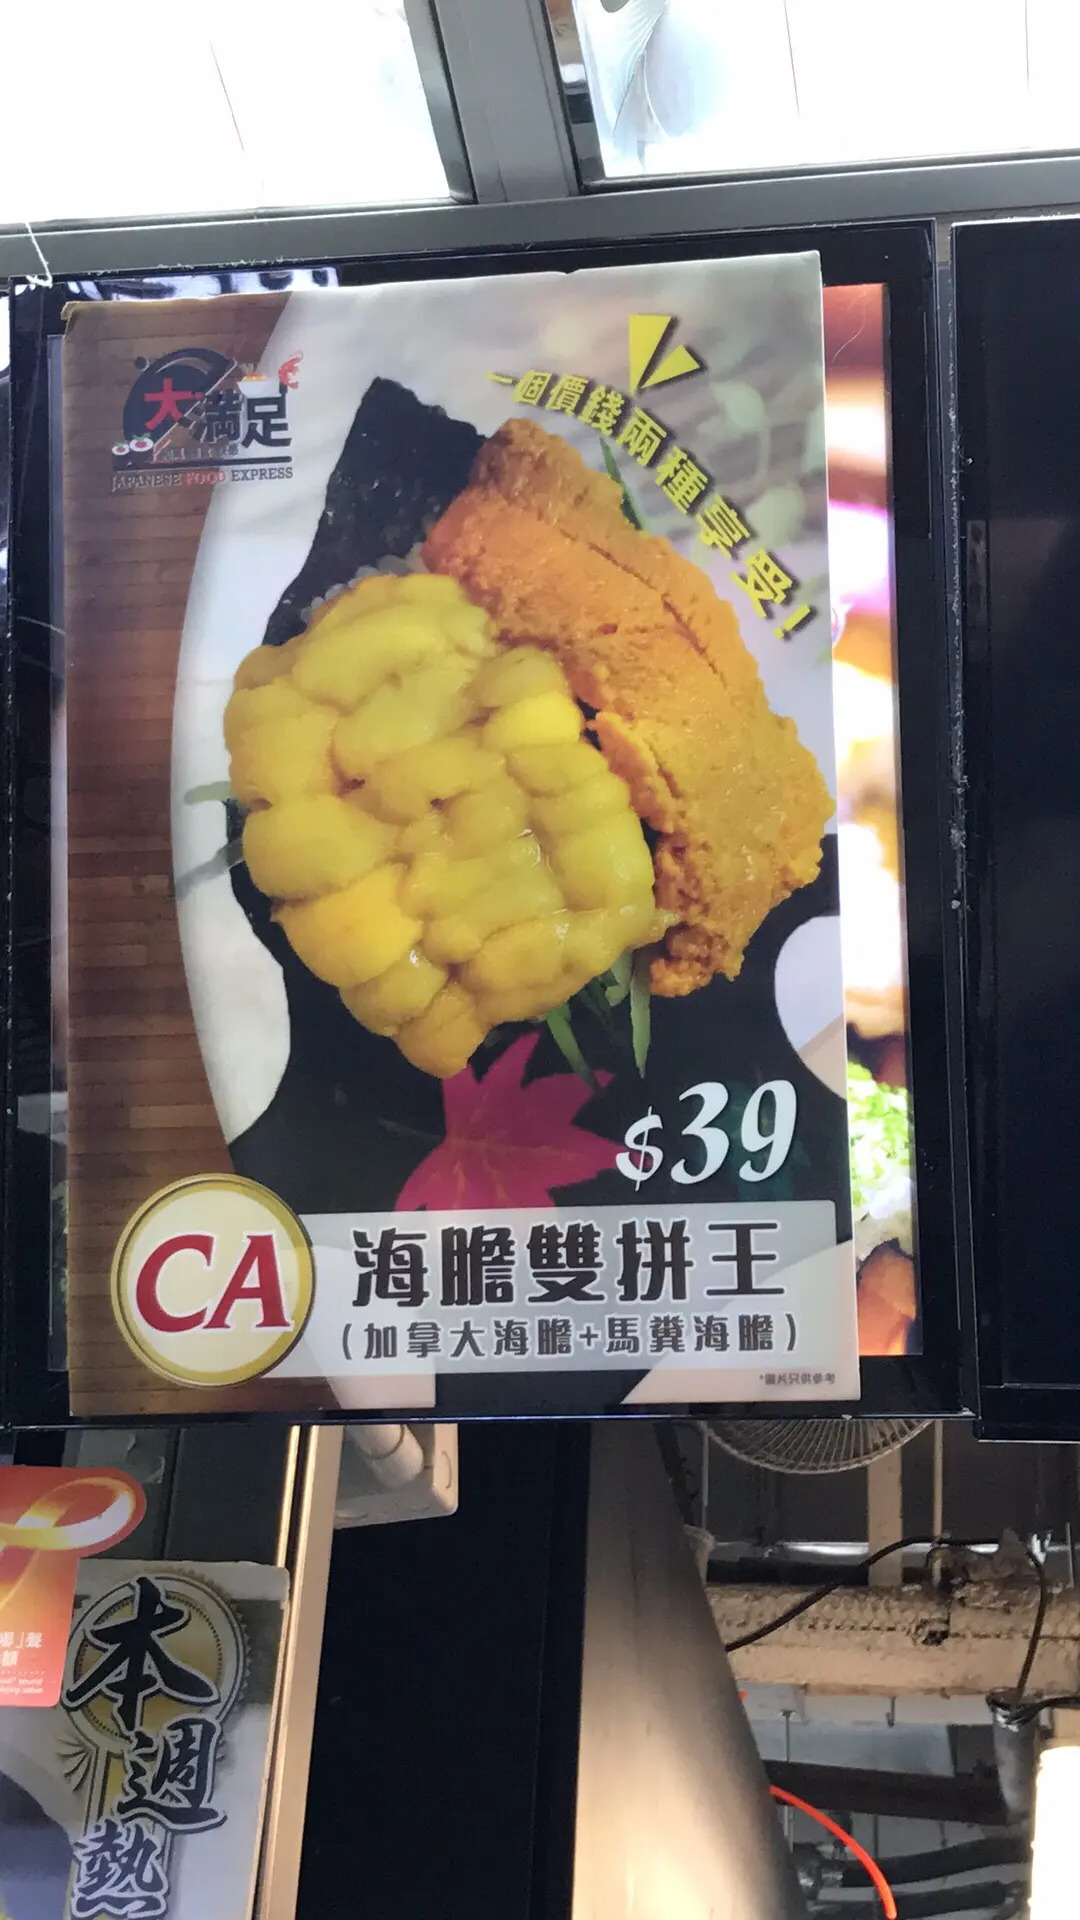 大滿足
JAPANESE FOOD EXPRESS
一個價錢兩種享受!
$39
CA
海膽雙拼王
(加拿大海膽+馬糞海膽)
*圖片只供參考
本週熱